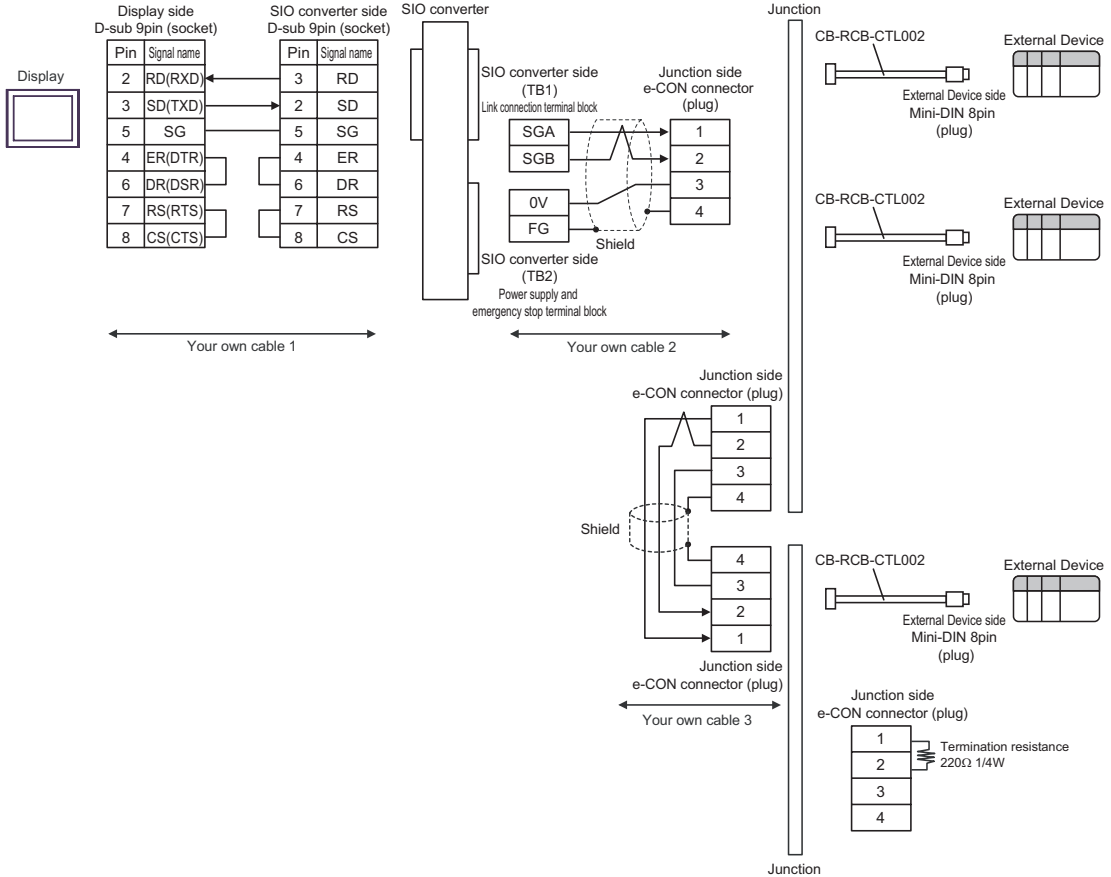 Display
Display side
D-sub 9pin (socket)
Pin Signal name
2 RD(RXD)
3 SD(TXD)
5 SG
4 ER(DTR)
6 DR(DSR)
7 RS(RTS)
8 CS(CTS)
SIO converter side
D-sub 9pin (socket)
Pin Signal name
3 RD
2 SD
5 SG
4 ER
6 DR
7 RS
8 CS
Your own cable 1
SIO converter
SIO converter side
(TB1)
Link connection terminal block
SGA
SGB
0V
FG
Shield
SIO converter side
(TB2)
Power supply and
emergency stop terminal block
Junction side
e-CON connector
(plug)
1
2
3
4
Your own cable 2
Junction
CB-RCB-CTL002
External Device side
Mini-DIN 8pin
(plug)
External Device
CB-RCB-CTL002
External Device side
Mini-DIN 8pin
(plug)
External Device
Junction side
e-CON connector (plug)
1
2
3
4
Shield
4
3
2
1
Junction side
e-CON connector (plug)
Your own cable 3
CB-RCB-CTL002
External Device side
Mini-DIN 8pin
(plug)
External Device
Junction side
e-CON connector (plug)
1
2
3
4
Termination resistance
220Ω 1/4W
Junction